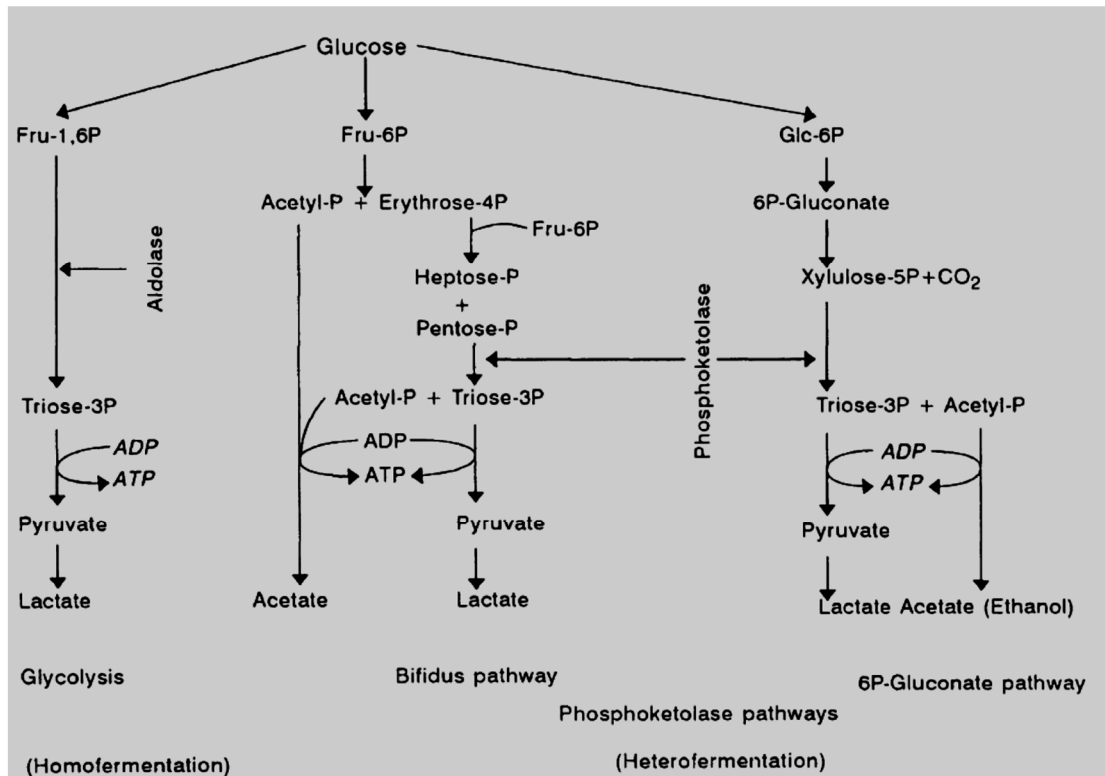 Glucose
Fru-1,6P
Fru-6P
Glc-6P
Acetyl-P + Erythrose-4P
6P-Gluconate
Fru-6P
Aldolase
Heptose-P
+
Pentose-P
Xylulose-5P+CO₂
Phosphoketolase
Triose-3P
Acetyl-P + Triose-3P
Triose-3P + Acetyl-P
ADP
ATP
ADP
ATP
ADP
ATP
Pyruvate
Pyruvate
Pyruvate
Lactate
Acetate
Lactate
Lactate Acetate (Ethanol)
Glycolysis
Bifidus pathway
6P-Gluconate pathway
Phosphoketolase pathways
(Homofermentation)
(Heterofermentation)